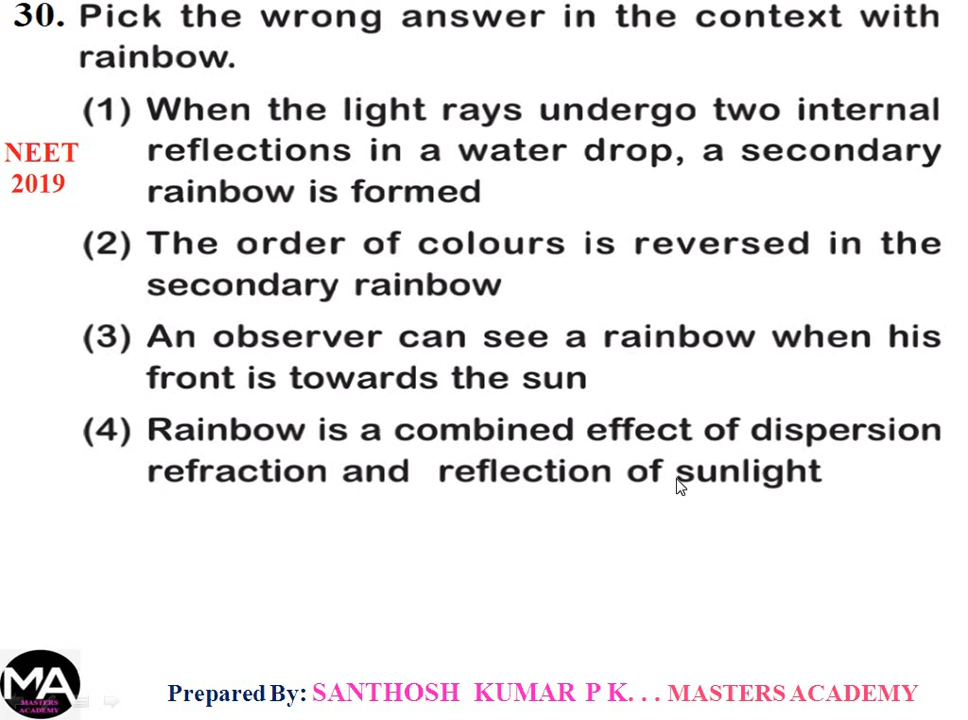 30. Pick the wrong answer in the context with
rainbow.
(1) When the light rays undergo two internal
reflections in a water drop, a secondary
rainbow is formed
NEET
2019
(2) The order of colours is reversed in the
secondary rainbow
(3) An observer can see a rainbow when his
front is towards the sun
(4) Rainbow is a combined effect of dispersion
refraction and reflection of sunlight
MA
MASTERS
ACADEMY
Prepared By: SANTHOSH KUMAR P K. . . MASTERS ACADEMY